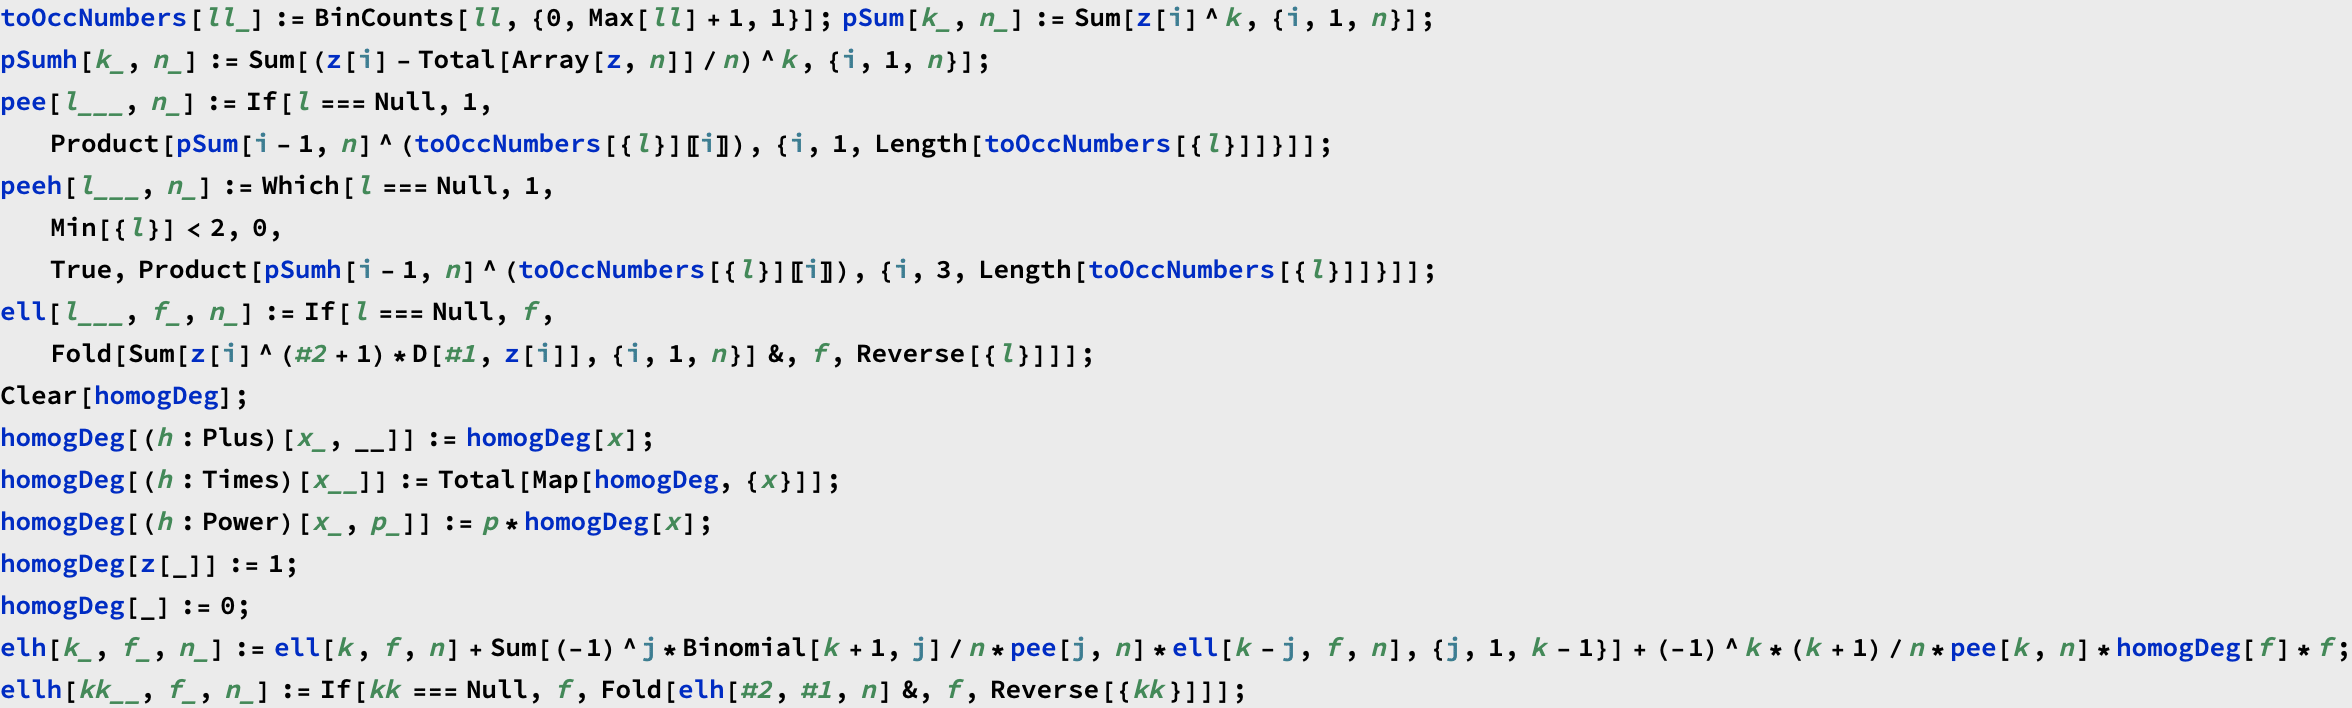 toOccNumbers[ll_] := BinCounts[ll, {0, Max[ll] + 1, 1}]; pSum[k_, n_] := Sum[z[i] ^ k, {i, 1, n}];
pSumh[k_, n_] := Sum[(z[i] - Total[Array[z, n]] / n) ^ k, {i, 1, n}];
pee[l___, n_] := If[l === Null, 1,
Product[pSum[i - 1, n] ^ (toOccNumbers[{l}]〚i〛), {i, 1, Length[toOccNumbers[{l}]]}]];
peeh[l___, n_] := Which[l === Null, 1,
Min[{l}] < 2, 0,
True, Product[pSumh[i - 1, n] ^ (toOccNumbers[{l}]〚i〛), {i, 3, Length[toOccNumbers[{l}]]}]];
ell[l___, f_, n_] := If[l === Null, f,
Fold[Sum[z[i] ^ (#2 + 1) * D[#1, z[i]], {i, 1, n}] &, f, Reverse[{l}]]];
Clear[homogDeg];
homogDeg[(h : Plus)[x_, __]] := homogDeg[x];
homogDeg[(h : Times)[x__]] := Total[Map[homogDeg, {x}]];
homogDeg[(h : Power)[x_, p_]] := p * homogDeg[x];
homogDeg[z[_]] := 1;
homogDeg[_] := 0;
elh[k_, f_, n_] := ell[k, f, n] + Sum[(-1) ^ j * Binomial[k + 1, j] / n * pee[j, n] * ell[k - j, f, n], {j, 1, k - 1}] + (-1) ^ k * (k + 1) / n * pee[k, n] * homogDeg[f] * f;
ellh[kk__, f_, n_] := If[kk === Null, f, Fold[elh[#2, #1, n] &, f, Reverse[{kk}]]];